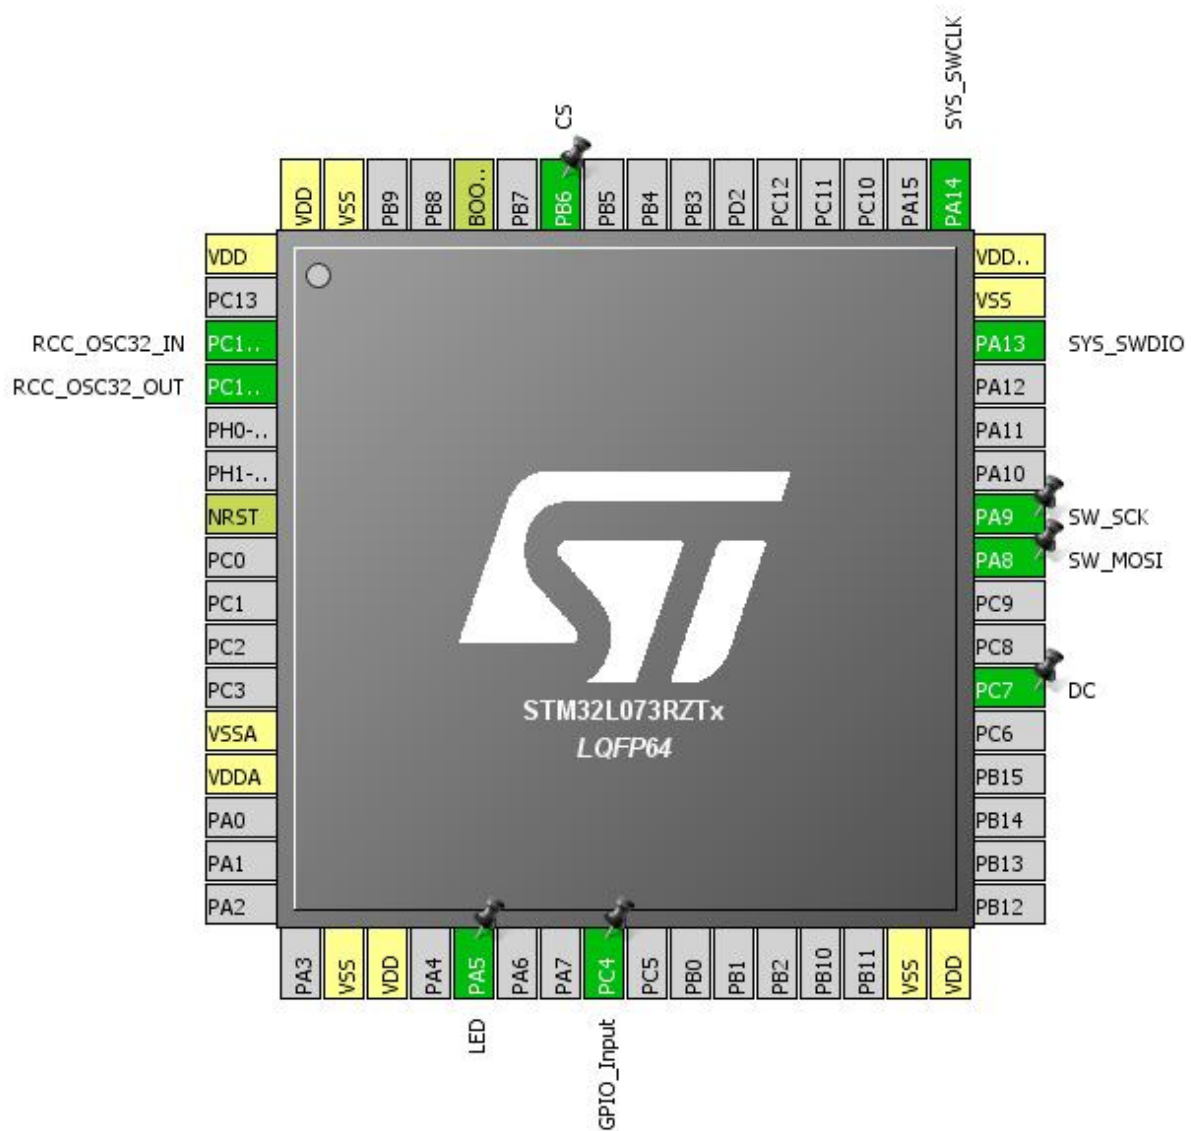 SYS_SWCLK
CS
VDD
VSS
PB9
PB8
BOO..
PB7
PB6
PB5
PB4
PB3
PD2
PC12
PC11
PC10
PA15
PA14
VDD
PC13
RCC_OSC32_IN PC1..
RCC_OSC32_OUT PC1..
PH0-..
PH1-..
NRST
PC0
PC1
PC2
PC3
VSSA
VDDA
PA0
PA1
PA2
ST
STM32L073RZTx
LQFP64
VDD..
VSS
PA13 SYS_SWDIO
PA12
PA11
PA10
PA9 SW_SCK
PA8 SW_MOSI
PC9
PC8
PC7 DC
PC6
PB15
PB14
PB13
PB12
PA3
VSS
VDD
PA4
PA5
PA6
PA7
PC4
PC5
PB0
PB1
PB2
PB10
PB11
VSS
VDD
LED
GPIO_Input